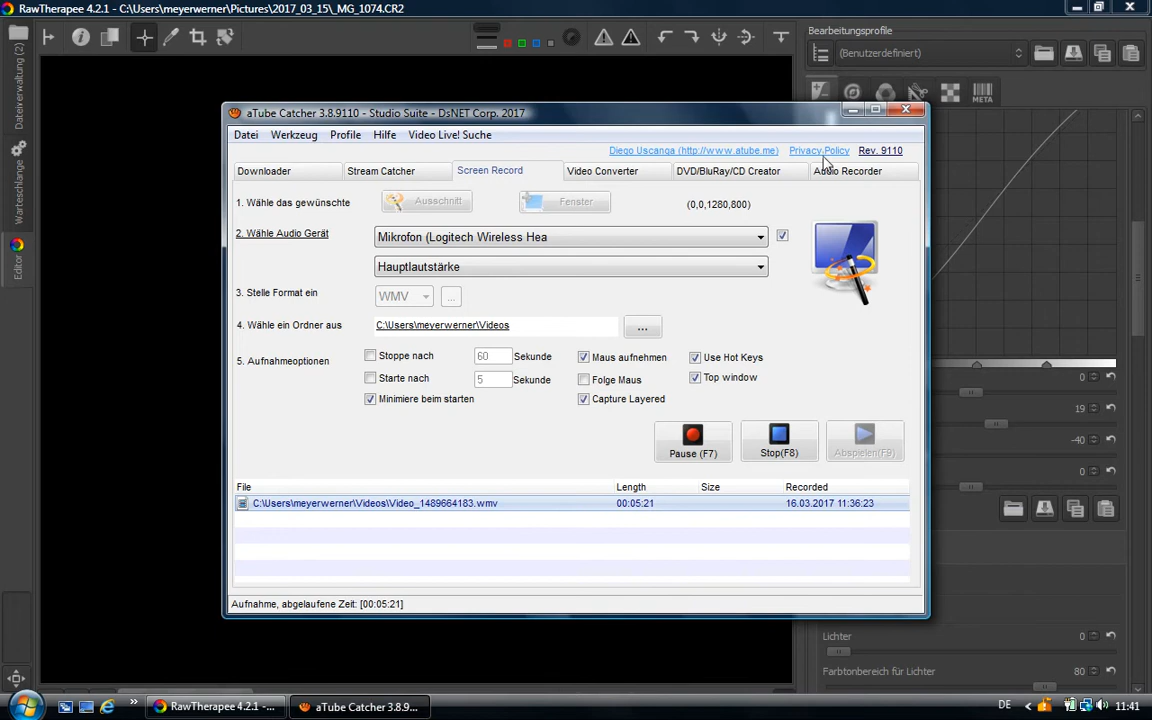 RawTherapee 4.2.1 - C:\Users\meyerwerner\Pictures\2017_03_15\_MG_1074.CR2
Bearbeitungsprofile
(Benutzerdefiniert)
META
Dateiverwaltung (2)
Warteschlange
Editor
aTube Catcher 3.8.9110 - Studio Suite - DsNET Corp. 2017
Datei Werkzeug Profile Hilfe Video Live! Suche
Diego Uscanga (http://www.atube.me) Privacy Policy Rev. 9110
Downloader Stream Catcher Screen Record Video Converter DVD/BluRay/CD Creator Audio Recorder
1. Wähle das gewünschte Ausschnitt Fenster (0,0,1280,800)
2. Wähle Audio Gerät Mikrofon (Logitech Wireless Hea
Hauptlautstärke
3. Stelle Format ein WMV ...
4. Wähle ein Ordner aus C:\Users\meyerwerner\Videos ...
5. Aufnahmeoptionen Stoppe nach 60 Sekunde Maus aufnehmen Use Hot Keys
Starte nach 5 Sekunde Folge Maus Top window
Minimiere beim starten Capture Layered
Pause (F7) Stop(F8) Abspielen(F9)
File Length Size Recorded
C:\Users\meyerwerner\Videos\Video_1489664183.wmv 00:05:21 16.03.2017 11:36:23
Aufnahme, abgelaufene Zeit: [00:05:21]
0
19
-40
0
Lichter 0
Farbtonbereich für Lichter 80
RawTherapee 4.2.1 -... aTube Catcher 3.8.9... DE 11:41